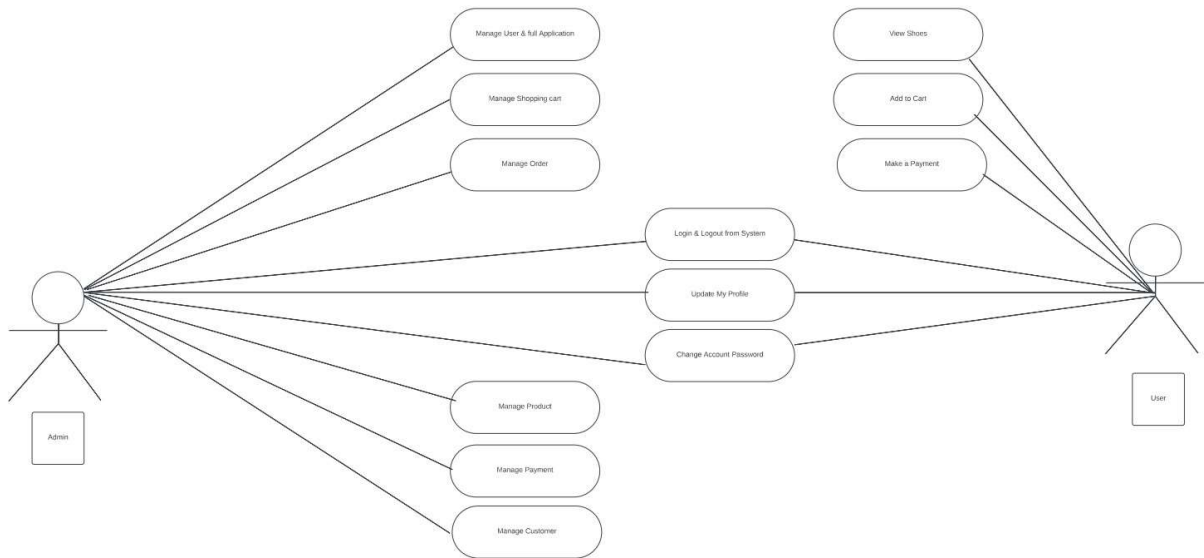 Manage User & full Application
View Shoes
Manage Shopping cart
Add to Cart
Manage Order
Make a Payment
Login & Logout from System
Update My Profile
Change Account Password
Manage Product
User
Admin
Manage Payment
Manage Customer